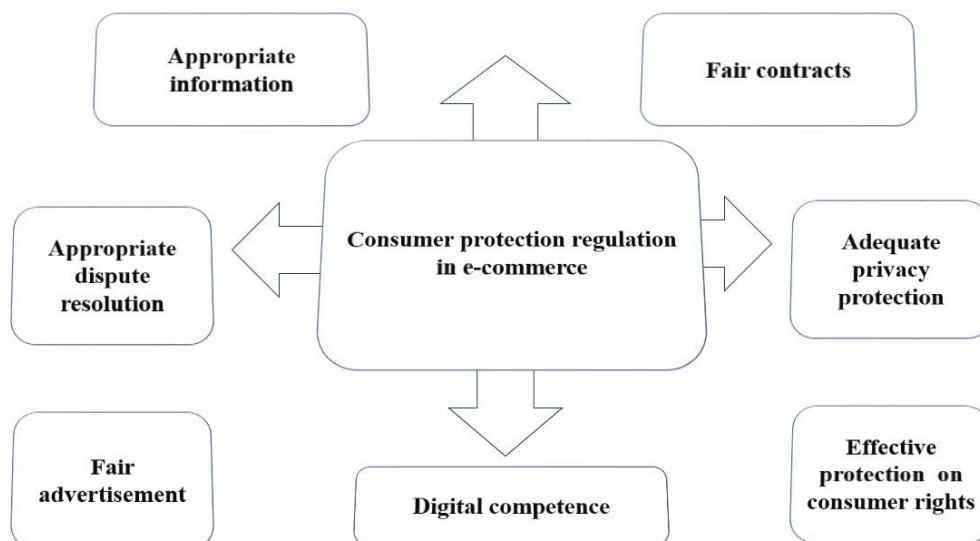 Appropriate
information
Fair contracts
Consumer protection regulation
in e-commerce
Appropriate
dispute
resolution
Adequate
privacy
protection
Fair
advertisement
Digital competence
Effective
protection on
consumer rights